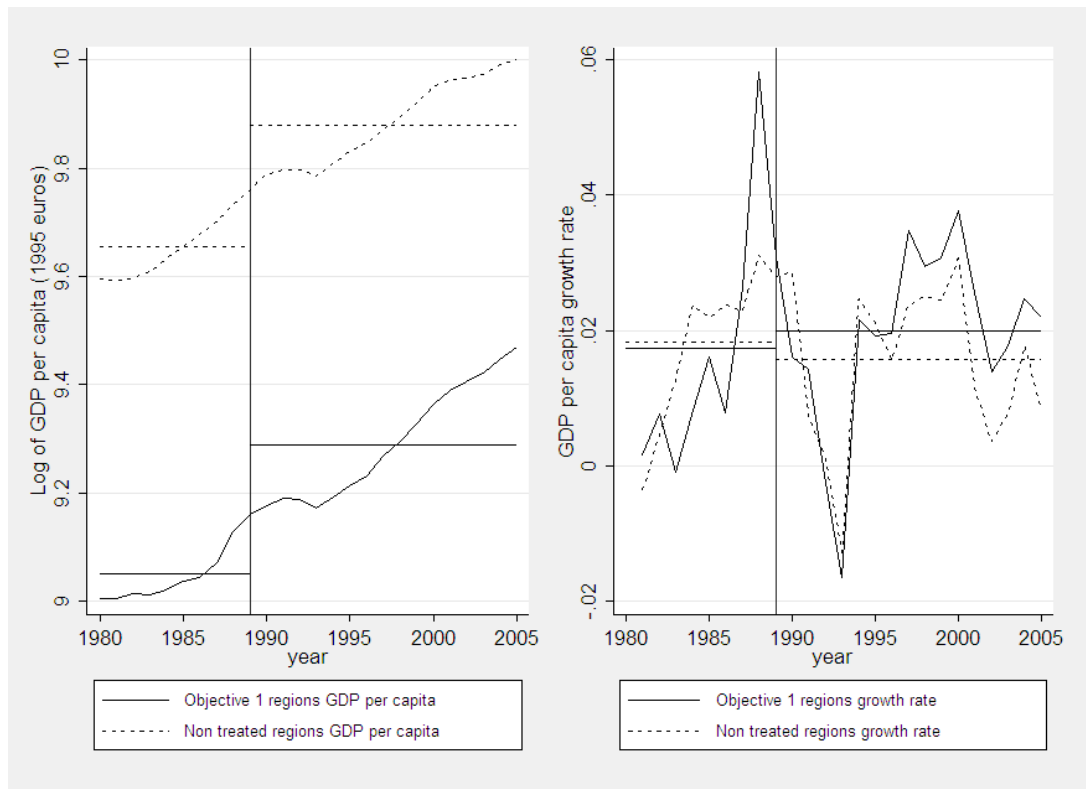 Log of GDP per capita (1995 euros)
10
9.8
9.6
9.4
9.2
9
1980 1985 1990 1995 2000 2005
year
Objective 1 regions GDP per capita
Non treated regions GDP per capita
GDP per capita growth rate
.06
.04
.02
0
-.02
1980 1985 1990 1995 2000 2005
year
Objective 1 regions growth rate
Non treated regions growth rate